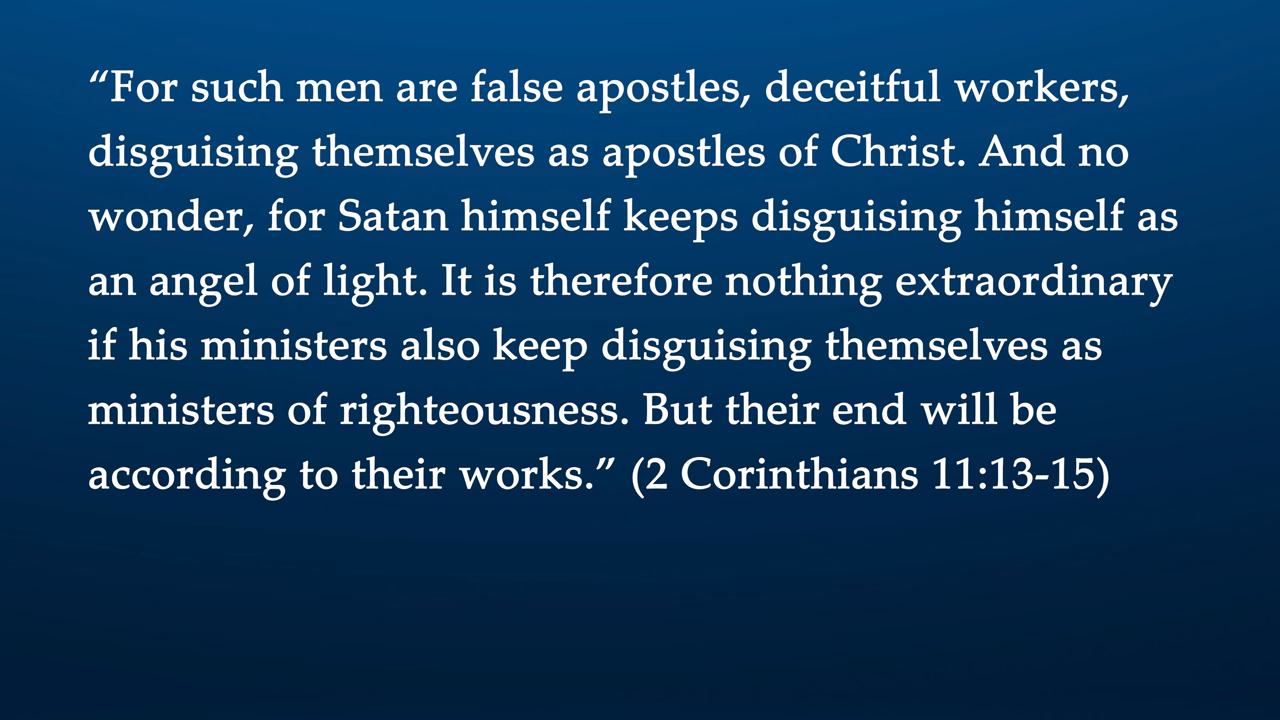 “For such men are false apostles, deceitful workers,
disguising themselves as apostles of Christ. And no
wonder, for Satan himself keeps disguising himself as
an angel of light. It is therefore nothing extraordinary
if his ministers also keep disguising themselves as
ministers of righteousness. But their end will be
according to their works.” (2 Corinthians 11:13-15)